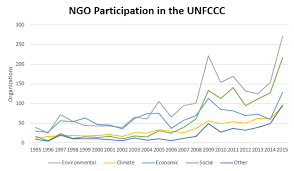 NGO Participation in the UNFCCC
300
250
200
150
100
50
0
Organizations
1995 1996 1997 1998 1999 2000 2001 2002 2003 2004 2005 2006 2007 2008 2009 2010 2011 2012 2013 2014 2015
Environmental Climate Economic Social Other